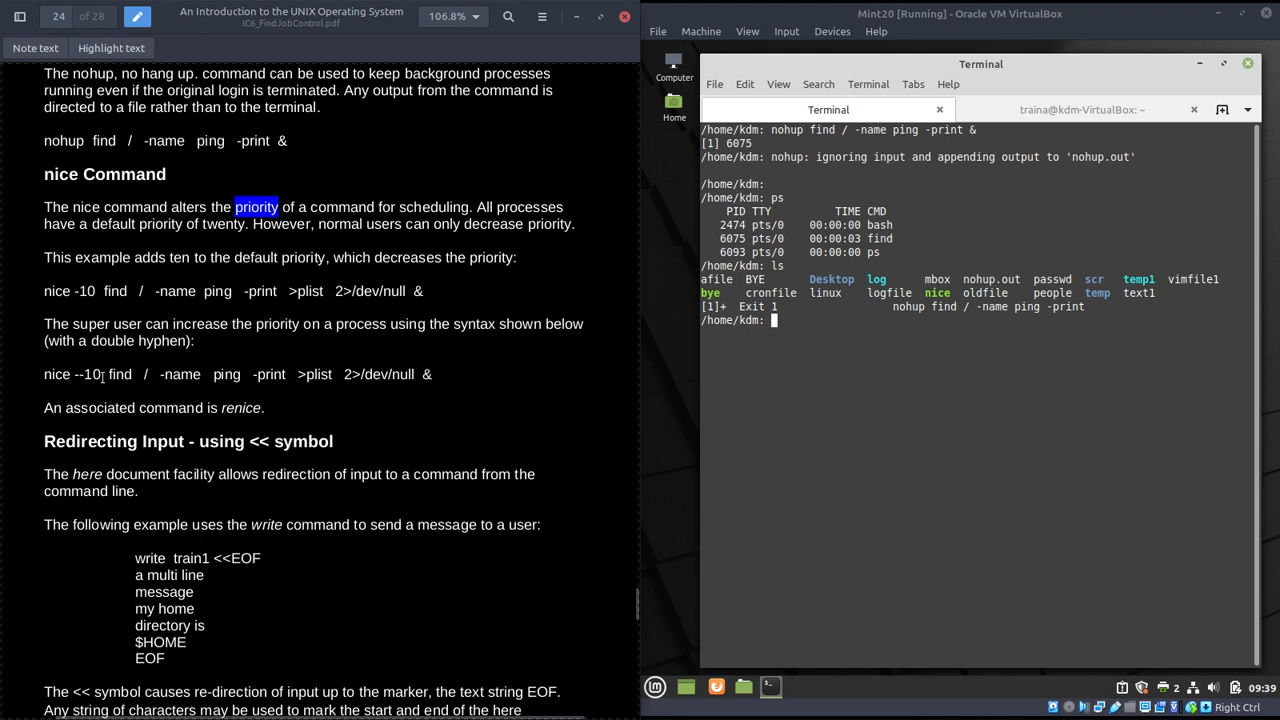 24 of 28
An Introduction to the UNIX Operating System
IC6_FindJobControl.pdf
106.8%
Note text Highlight text
The nohup, no hang up. command can be used to keep background processes
running even if the original login is terminated. Any output from the command is
directed to a file rather than to the terminal.
nohup find / -name ping -print &
nice Command
The nice command alters the priority of a command for scheduling. All processes
have a default priority of twenty. However, normal users can only decrease priority.
This example adds ten to the default priority, which decreases the priority:
nice -10 find / -name ping -print >plist 2>/dev/null &
The super user can increase the priority on a process using the syntax shown below
(with a double hyphen):
nice --10 find / -name ping -print >plist 2>/dev/null &
An associated command is renice.
Redirecting Input - using << symbol
The here document facility allows redirection of input to a command from the
command line.
The following example uses the write command to send a message to a user:
write train1 <<EOF
a multi line
message
my home
directory is
$HOME
EOF
The << symbol causes re-direction of input up to the marker, the text string EOF.
Any string of characters may be used to mark the start and end of the here
Mint20 [Running] - Oracle VM VirtualBox
File Machine View Input Devices Help
Computer
Home
Terminal
File Edit View Search Terminal Tabs Help
Terminal
traina@kdm-VirtualBox: ~
/home/kdm: nohup find / -name ping -print &
[1] 6075
/home/kdm: nohup: ignoring input and appending output to 'nohup.out'
/home/kdm:
/home/kdm: ps
PID TTY TIME CMD
2474 pts/0 00:00:00 bash
6075 pts/0 00:00:03 find
6093 pts/0 00:00:00 ps
/home/kdm: ls
afile BYE Desktop log mbox nohup.out passwd scr temp1 vimfile1
bye cronfile linux logfile nice oldfile people temp text1
[1]+ Exit 1 nohup find / -name ping -print
/home/kdm:
2
09:39
Right Ctrl